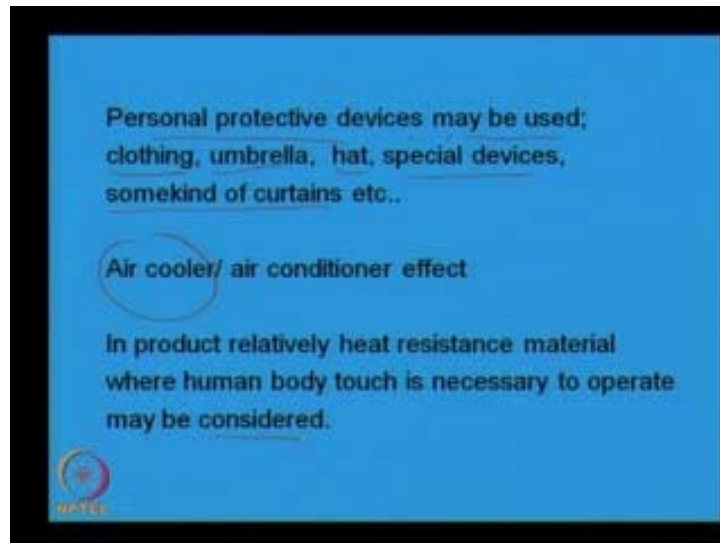 Personal protective devices may be used;
clothing, umbrella, hat, special devices,
somekind of curtains etc..
Air cooler/ air conditioner effect
In product relatively heat resistance material
where human body touch is necessary to operate
may be considered.
NPTEL